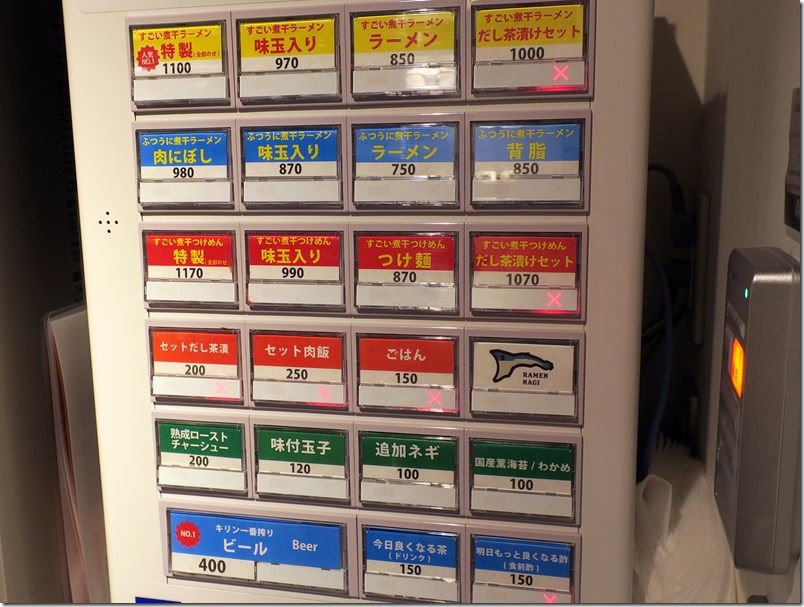 すごい煮干ラーメン
人気
NO.1
特製(全部のせ)
1100
すごい煮干ラーメン
味玉入り
970
すごい煮干ラーメン
ラーメン
850
すごい煮干ラーメン
だし茶漬けセット
1000
ふつうに煮干ラーメン
肉にぼし
980
ふつうに煮干ラーメン
味玉入り
870
ふつうに煮干ラーメン
ラーメン
750
ふつうに煮干ラーメン
背脂
850
すごい煮干つけめん
特製(全部のせ)
1170
すごい煮干つけめん
味玉入り
990
すごい煮干つけめん
つけ麺
870
すごい煮干つけめん
だし茶漬けセット
1070
セットだし茶漬
200
セット肉飯
250
ごはん
150
RAMEN
NAGI
熟成ロースト
チャーシュー
200
味付玉子
120
追加ネギ
100
国産薫海苔/わかめ
100
NO.1
キリン一番搾り
ビール Beer
400
今日良くなる茶
(ドリンク)
150
明日もっと良くなる酢
(食前酢)
150